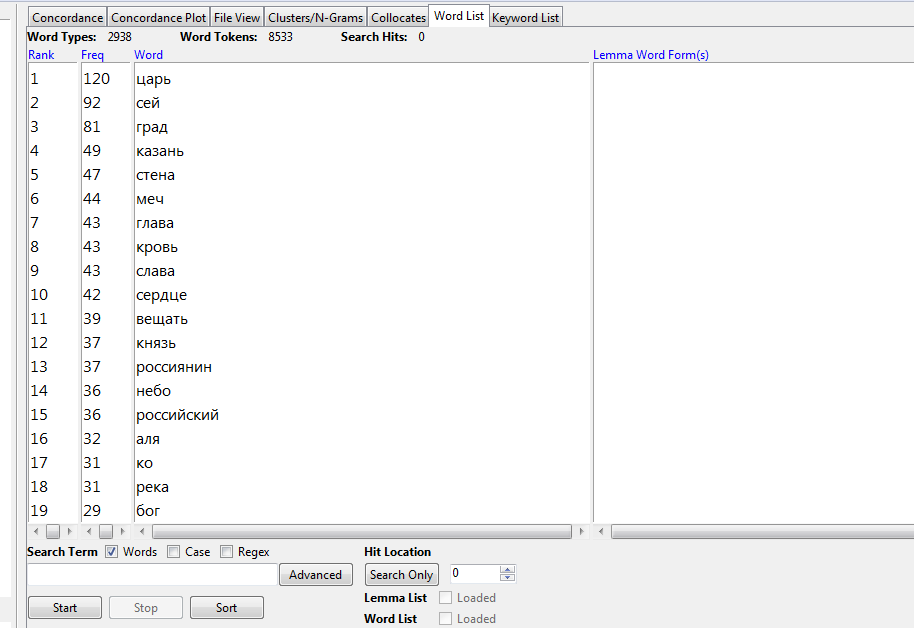 Concordance Concordance Plot File View Clusters/N-Grams Collocates Word List Keyword List
Word Types: 2938 Word Tokens: 8533 Search Hits: 0
Rank Freq Word Lemma Word Form(s)
1 120 царь
2 92 сей
3 81 град
4 49 казань
5 47 стена
6 44 меч
7 43 глава
8 43 кровь
9 43 слава
10 42 сердце
11 39 вещать
12 37 князь
13 37 россиянин
14 36 небо
15 36 российский
16 32 аля
17 31 ко
18 31 река
19 29 бог
Search Term Words Case Regex Hit Location
Advanced Search Only 0
Lemma List Loaded
Start Stop Sort
Word List Loaded